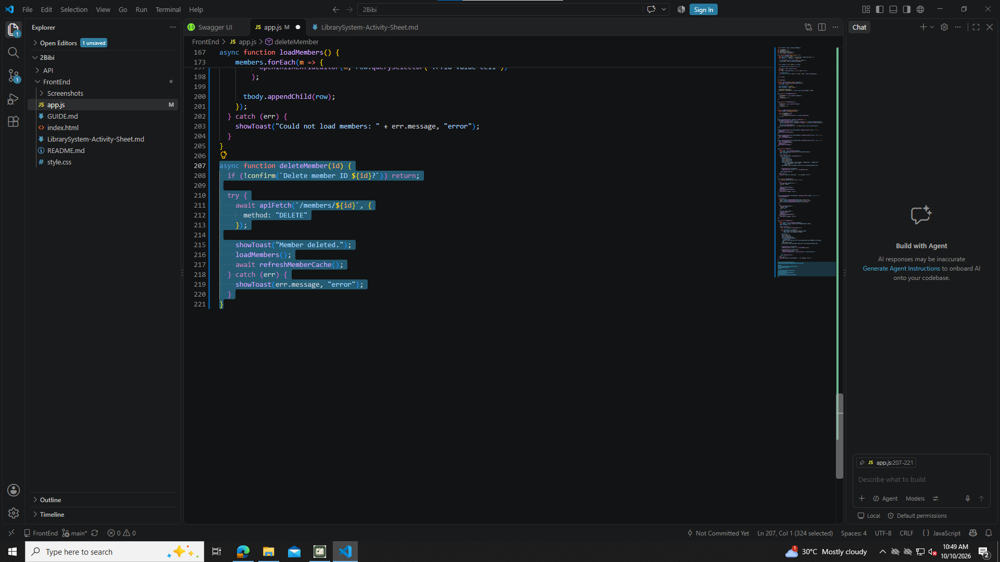 File Edit Selection View Go Run Terminal Help
2Bibi
Sign In
Explorer
Open Editors 1 unsaved
2Bibi
API
FrontEnd
Screenshots
JS app.js M
GUIDE.md
index.html
LibrarySystem-Activity-Sheet.md
README.md
style.css
Outline
Timeline
Swagger UI
JS app.js M
LibrarySystem-Activity-Sheet.md
FrontEnd > JS app.js > deleteMember
167 async function loadMembers() {
173 members.forEach(m => {
198 );
199
200 tbody.appendChild(row);
201 });
202 } catch (err) {
203 showToast("Could not load members: " + err.message, "error");
204 }
205 }
206
207 async function deleteMember(id) {
208 if (!confirm(`Delete member ID ${id}?`)) return;
209
210 try {
211 await apiFetch(`/members/${id}`, {
212 method: "DELETE"
213 });
214
215 showToast("Member deleted.");
216 loadMembers();
217 await refreshMemberCache();
218 } catch (err) {
219 showToast(err.message, "error");
220 }
221 }
Chat
Build with Agent
AI responses may be inaccurate
Generate Agent Instructions to onboard AI
onto your codebase.
JS app.js:207-221
Describe what to build
Agent Models
Local Default permissions
FrontEnd main* 0 0
Not Committed Yet Ln 207, Col 1 (324 selected) Spaces: 4 UTF-8 CRLF { } JavaScript
Type here to search
30°C Mostly cloudy
10:49 AM
10/10/2026
2